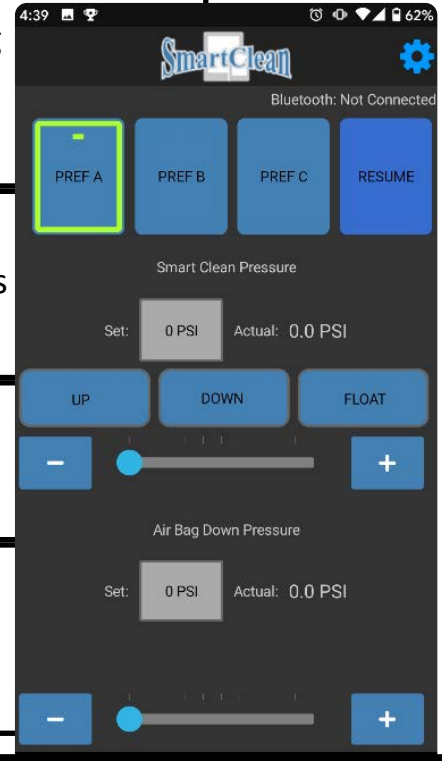 4:39 62%
SmartClean
Bluetooth: Not Connected
PREF A PREF B PREF C RESUME
Smart Clean Pressure
s
Set: 0 PSI Actual: 0.0 PSI
UP DOWN FLOAT
- +
Air Bag Down Pressure
Set: 0 PSI Actual: 0.0 PSI
- +